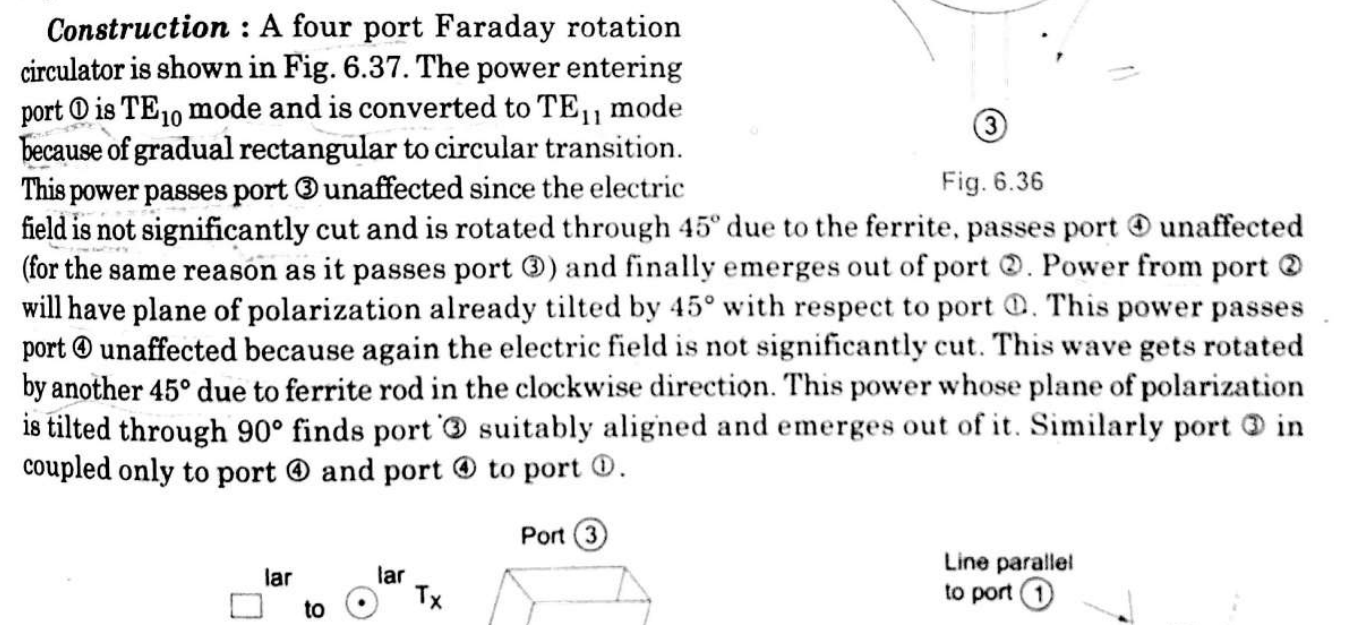 Construction : A four port Faraday rotation
circulator is shown in Fig. 6.37. The power entering
port ① is TE₁₀ mode and is converted to TE₁₁ mode
because of gradual rectangular to circular transition.
This power passes port ③ unaffected since the electric
③
Fig. 6.36
field is not significantly cut and is rotated through 45° due to the ferrite, passes port ④ unaffected
(for the same reason as it passes port ③) and finally emerges out of port ②. Power from port ②
will have plane of polarization already tilted by 45° with respect to port ①. This power passes
port ④ unaffected because again the electric field is not significantly cut. This wave gets rotated
by another 45° due to ferrite rod in the clockwise direction. This power whose plane of polarization
is tilted through 90° finds port ③ suitably aligned and emerges out of it. Similarly port ③ in
coupled only to port ④ and port ④ to port ①.
Port ③
lar
lar
to
Tx
Line parallel
to port ①